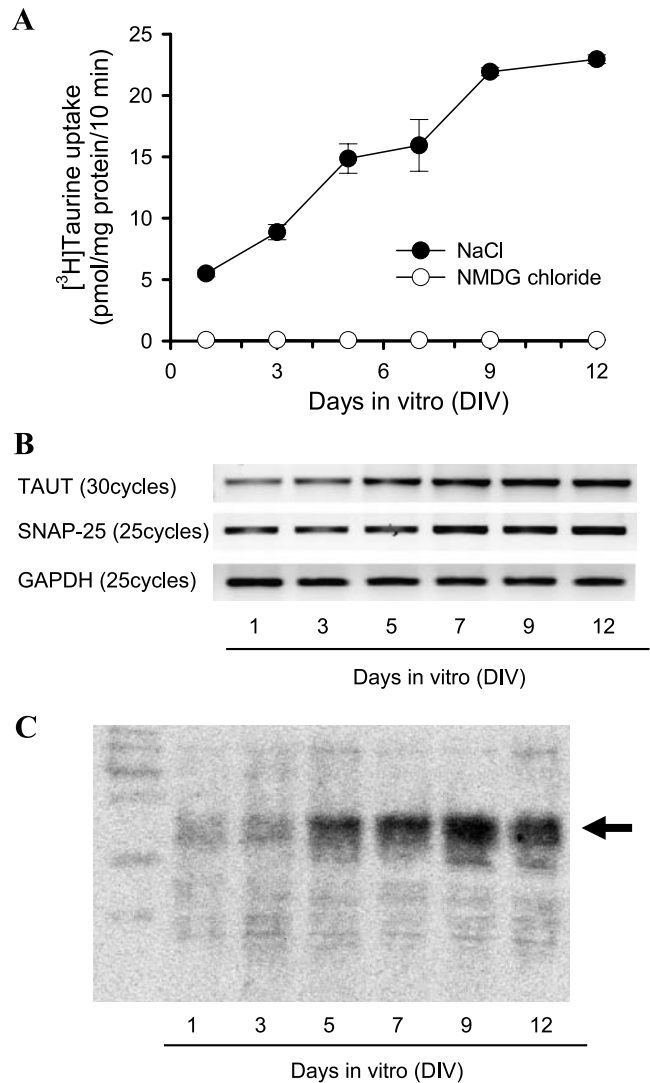 A
[³H]Taurine uptake
(pmol/mg protein/10 min)
25
20
15
10
5
0
NaCl
NMDG chloride
0 3 6 9 12
Days in vitro (DIV)
B
TAUT (30cycles)
SNAP-25 (25cycles)
GAPDH (25cycles)
1 3 5 7 9 12
Days in vitro (DIV)
C
1 3 5 7 9 12
Days in vitro (DIV)